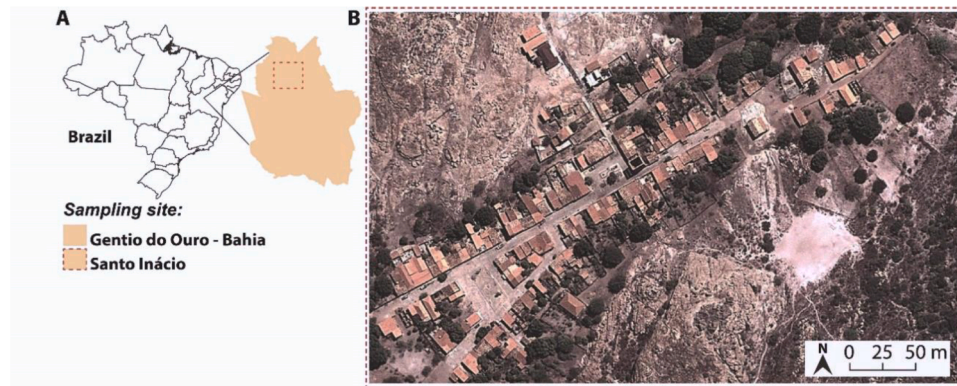 A
B
Brazil
Sampling site:
Gentio do Ouro - Bahia
Santo Inácio
N
0 25 50 m